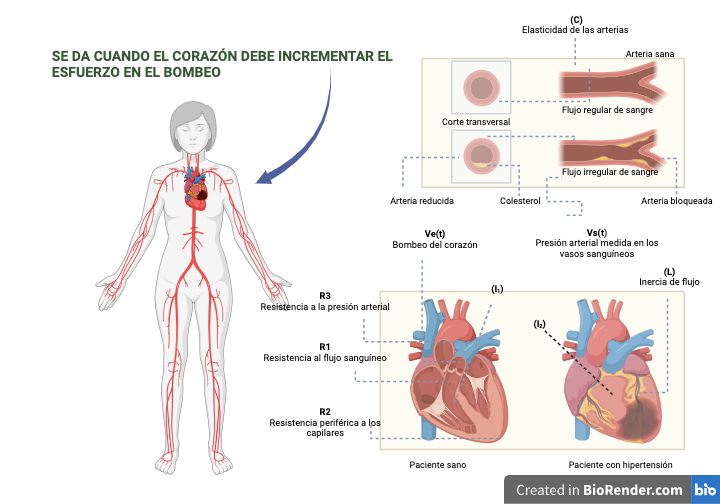 SE DA CUANDO EL CORAZÓN DEBE INCREMENTAR EL
ESFUERZO EN EL BOMBEO
(C)
Elasticidad de las arterias
Arteria sana
Flujo regular de sangre
Corte transversal
Flujo irregular de sangre
Arteria reducida
Colesterol
Arteria bloqueada
Ve(t)
Bombeo del corazón
Vs(t)
Presión arterial medida en los
vasos sanguíneos
(L)
Inercia de flujo
R3
Resistencia a la presión arterial
(I₁)
(I₂)
R1
Resistencia al flujo sanguíneo
R2
Resistencia periférica a los
capilares
Paciente sano
Paciente con hipertensión
Created in BioRender.com
bio